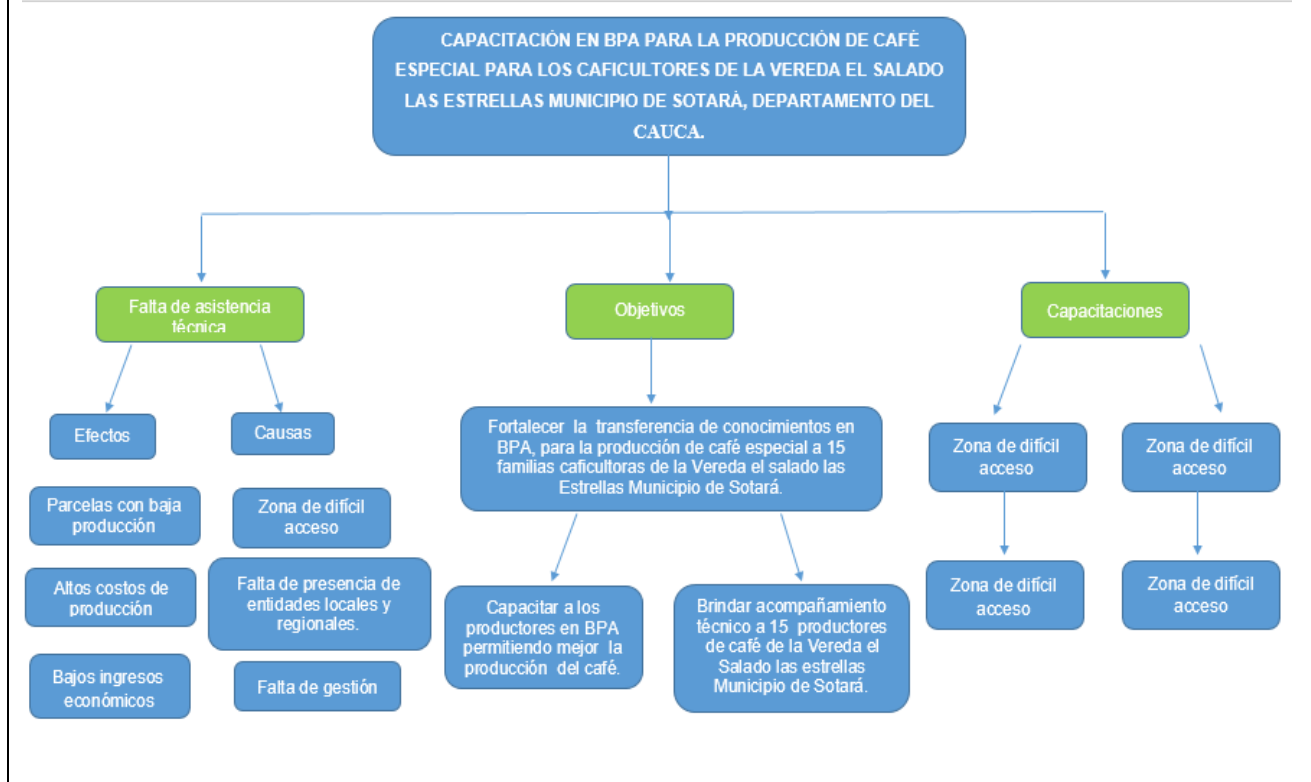 CAPACITACIÓN EN BPA PARA LA PRODUCCIÓN DE CAFÉ
ESPECIAL PARA LOS CAFICULTORES DE LA VEREDA EL SALADO
LAS ESTRELLAS MUNICIPIO DE SOTARÁ, DEPARTAMENTO DEL
CAUCA.
Falta de asistencia
técnica
Objetivos
Capacitaciones
Efectos
Causas
Parcelas con baja
producción
Zona de difícil
acceso
Altos costos de
producción
Falta de presencia de
entidades locales y
regionales.
Bajos ingresos
económicos
Falta de gestión
Fortalecer la transferencia de conocimientos en
BPA, para la producción de café especial a 15
familias caficultoras de la Vereda el salado las
Estrellas Municipio de Sotará.
Capacitar a los
productores en BPA
permitiendo mejor la
producción del café.
Brindar acompañamiento
técnico a 15 productores
de café de la Vereda el
Salado las estrellas
Municipio de Sotará.
Zona de difícil
acceso
Zona de difícil
acceso
Zona de difícil
acceso
Zona de difícil
acceso